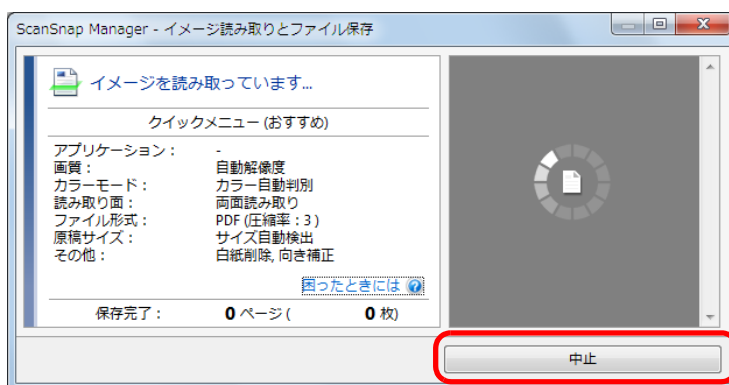 ScanSnap Manager - イメージ読み取りとファイル保存
イメージを読み取っています...
クイックメニュー (おすすめ)
アプリケーション： -
画質： 自動解像度
カラーモード： カラー自動判別
読み取り面： 両面読み取り
ファイル形式： PDF (圧縮率：3)
原稿サイズ： サイズ自動検出
その他： 白紙削除, 向き補正
困ったときには ?
保存完了： 0 ページ ( 0 枚)
中止